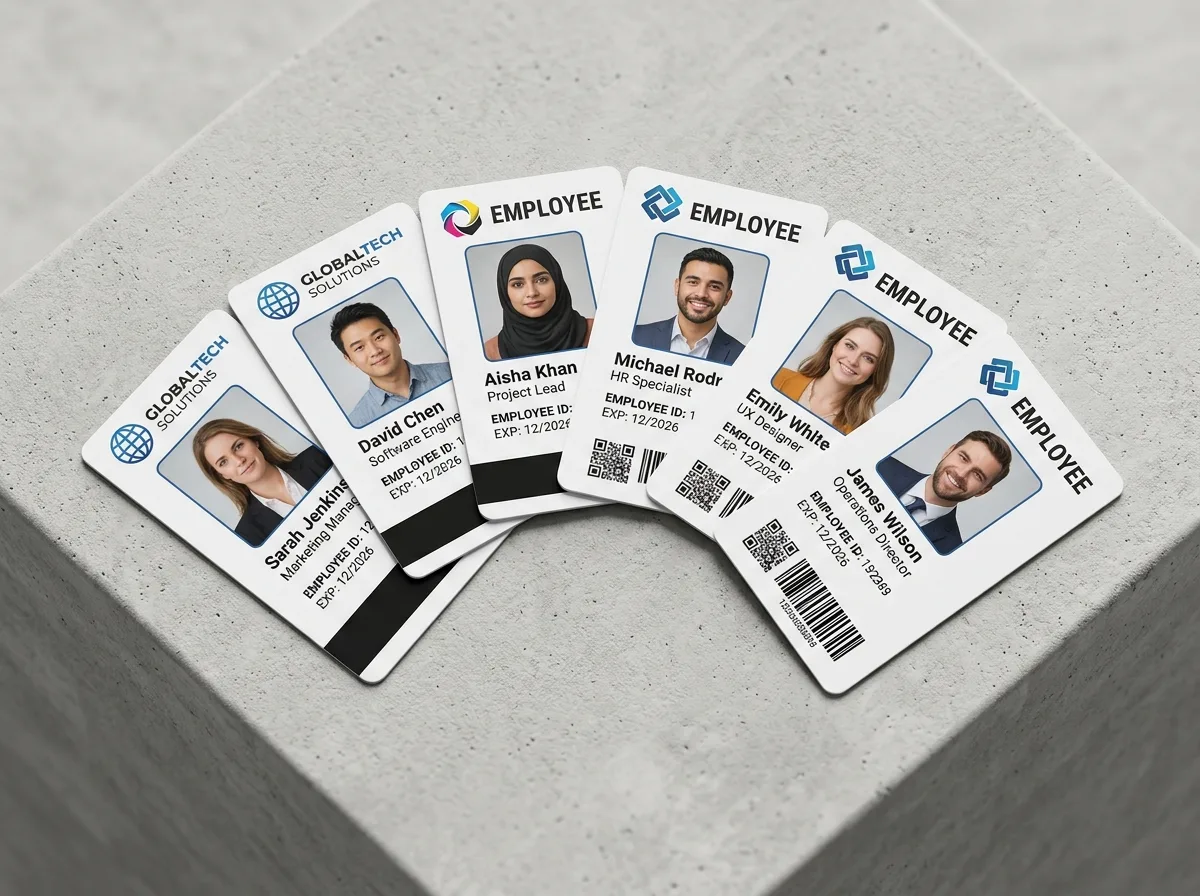 GLOBALTECH
SOLUTIONS
Sarah Jenkins
Marketing Manag
EMPLOYEE ID: 12
EXP: 12/2026
GLOBALTECH
SOLUTIONS
David Chen
Software Engine
EMPLOYEE ID: 1
EXP: 12/2026
EMPLOYEE
Aisha Khan
Project Lead
EMPLOYEE ID:
EXP: 12/2026
EMPLOYEE
Michael Rodr
HR Specialist
EMPLOYEE ID: 1
EXP: 12/2026
EMPLOYEE
Emily White
UX Designer
EMPLOYEE ID:
EXP: 12/2026
EMPLOYEE
James Wilson
Operations Director
EMPLOYEE ID: 192389
EXP: 12/2026